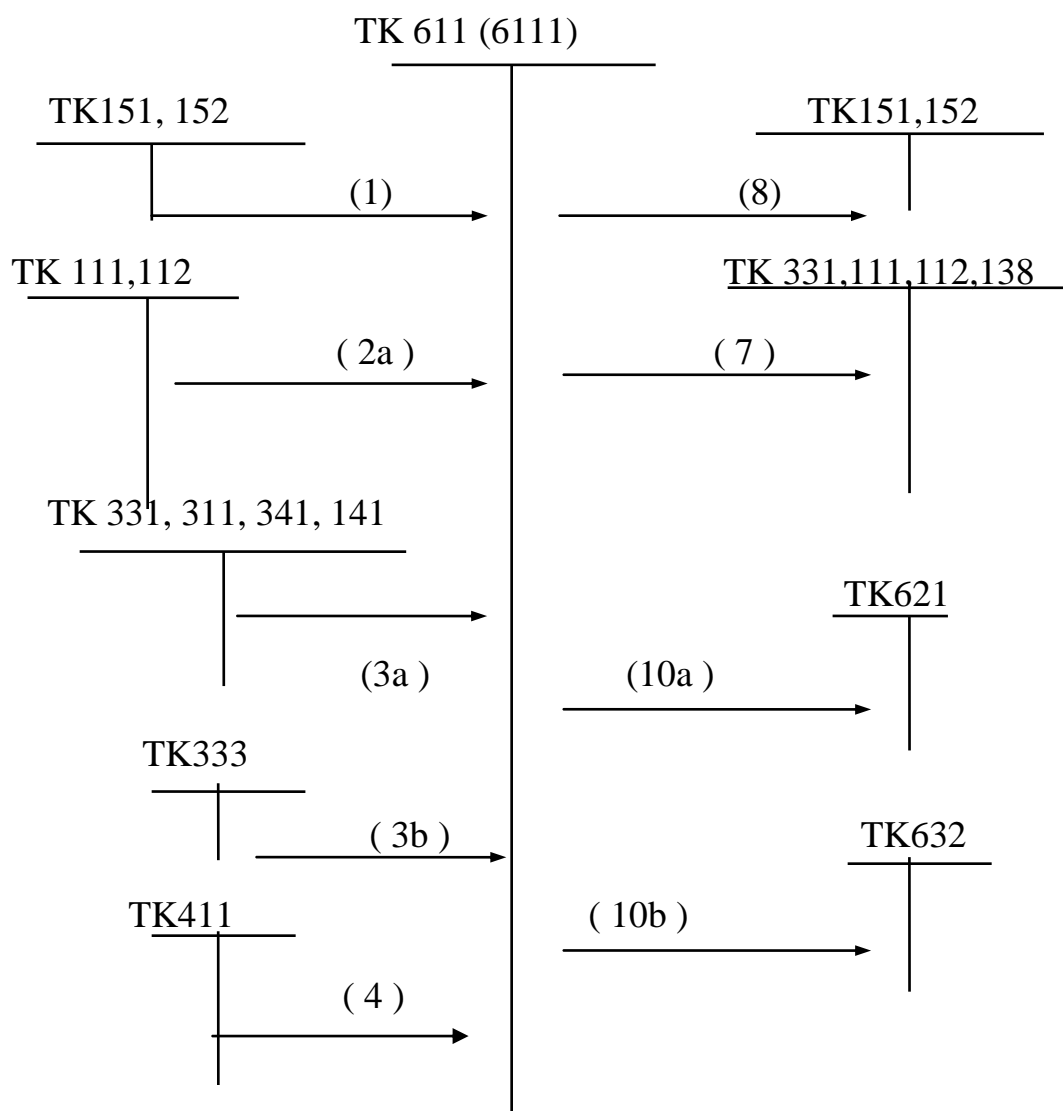 TK 611 (6111)
TK151, 152
TK151,152
(1)
(8)
TK 111,112
TK 331,111,112,138
( 2a )
( 7 )
TK 331, 311, 341, 141
TK621
(3a )
(10a )
TK333
( 3b )
TK632
TK411
( 10b )
( 4 )